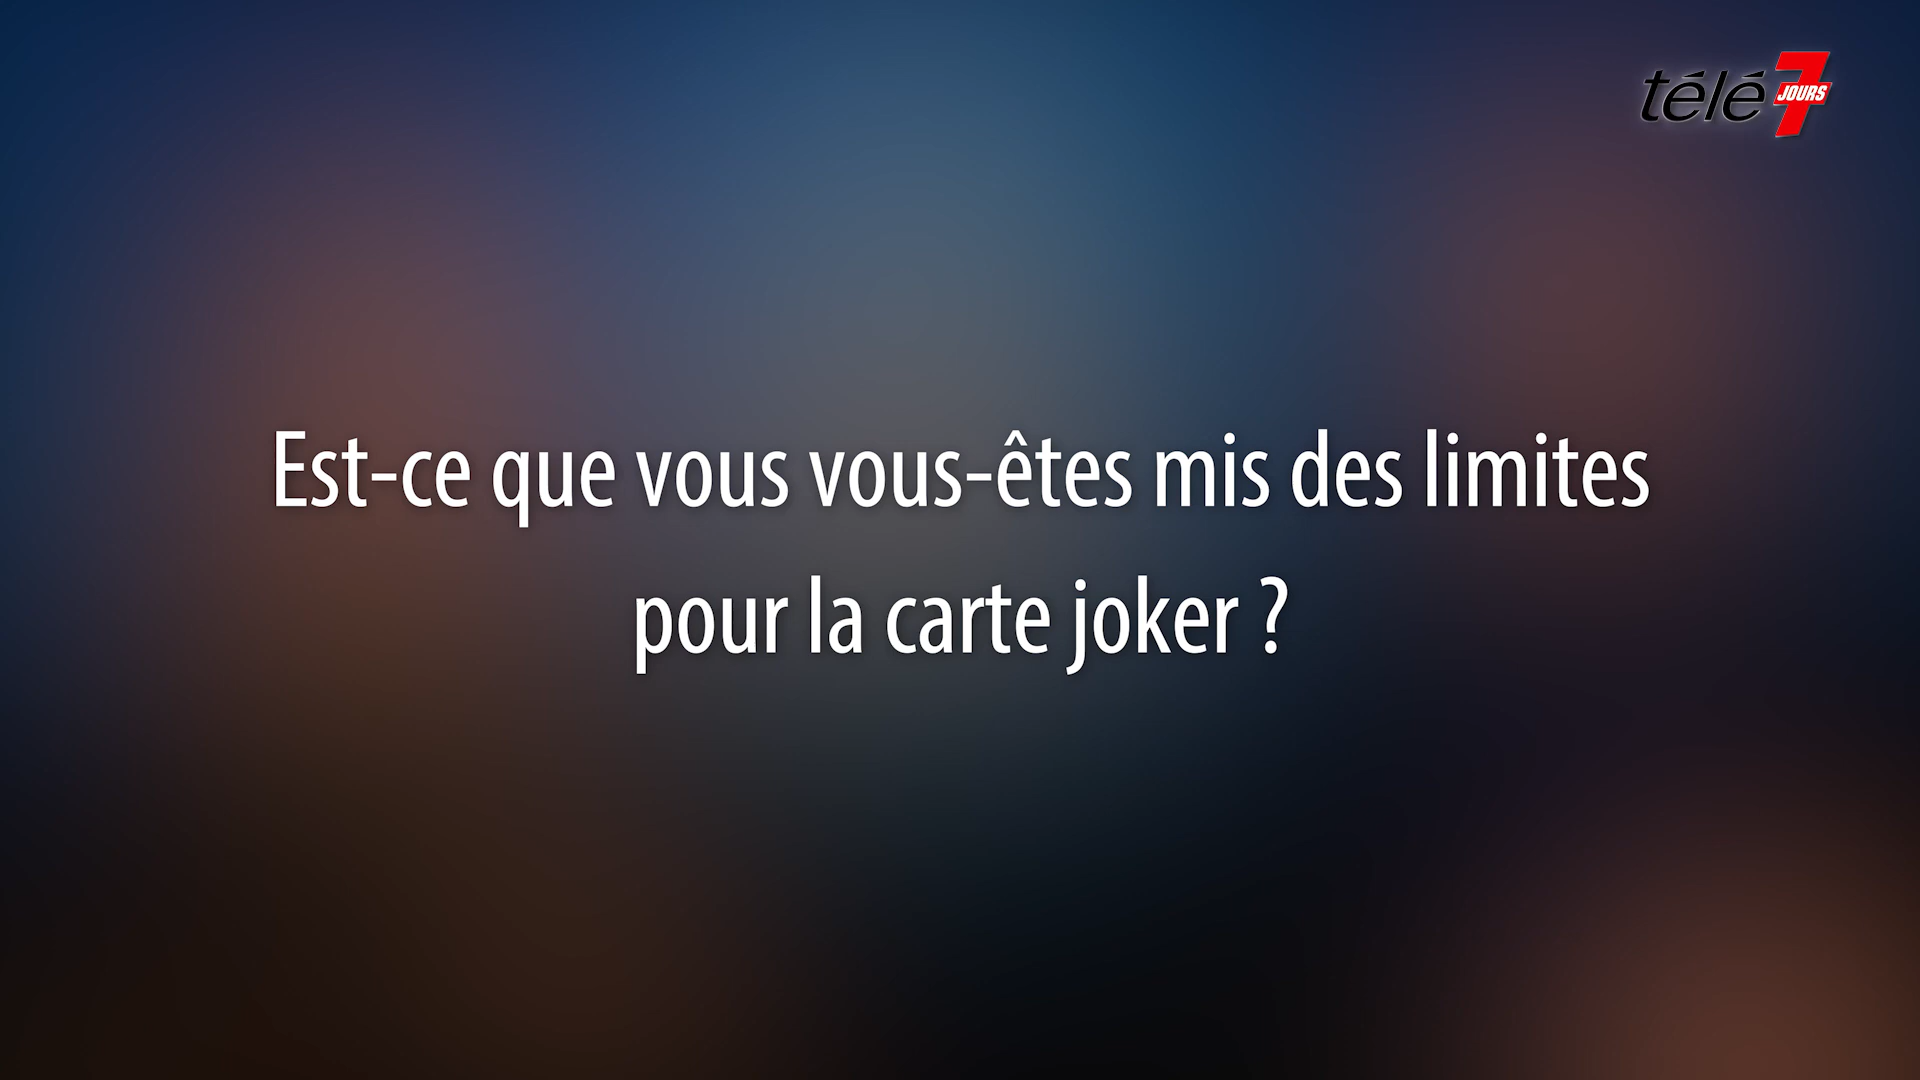 télé 7 JOURS
Est-ce que vous vous-êtes mis des limites
pour la carte joker ?